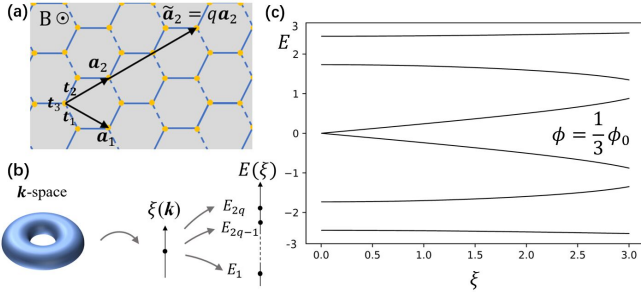 (a)
B ⊙
ã₂ = qa₂
a₂
t₂
t₃
t₁
a₁
(b)
k-space
ξ(k)
E(ξ)
E₂q
E₂q₋₁
E₁
(c)
E
3
2
1
0
-1
-2
-3
ϕ = 1/3 ϕ₀
0.0 0.5 1.0 1.5 2.0 2.5 3.0
ξ